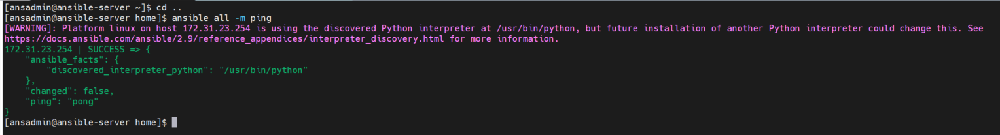 [ansadmin@ansible-server ~]$ cd ..
[ansadmin@ansible-server home]$ ansible all -m ping
[WARNING]: Platform linux on host 172.31.23.254 is using the discovered Python interpreter at /usr/bin/python, but future installation of another Python interpreter could change this. See
https://docs.ansible.com/ansible/2.9/reference_appendices/interpreter_discovery.html for more information.
172.31.23.254 | SUCCESS => {
    "ansible_facts": {
        "discovered_interpreter_python": "/usr/bin/python"
    },
    "changed": false,
    "ping": "pong"
}
[ansadmin@ansible-server home]$